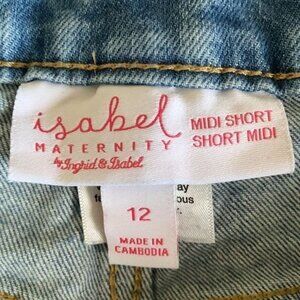 isabel
MATERNITY
by Ingrid & Isabel
MIDI SHORT
SHORT MIDI
12
MADE IN
CAMBODIA